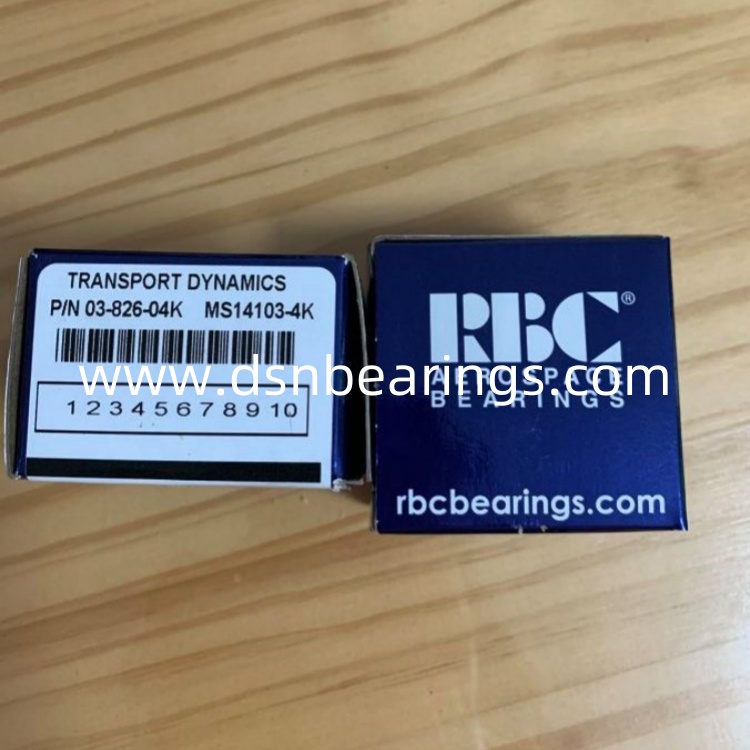 TRANSPORT DYNAMICS
P/N 03-826-04K MS14103-4K
1 2 3 4 5 6 7 8 9 10
RBC®
AEROSPACE
BEARINGS
rbcbearings.com
www.dsnbearings.com